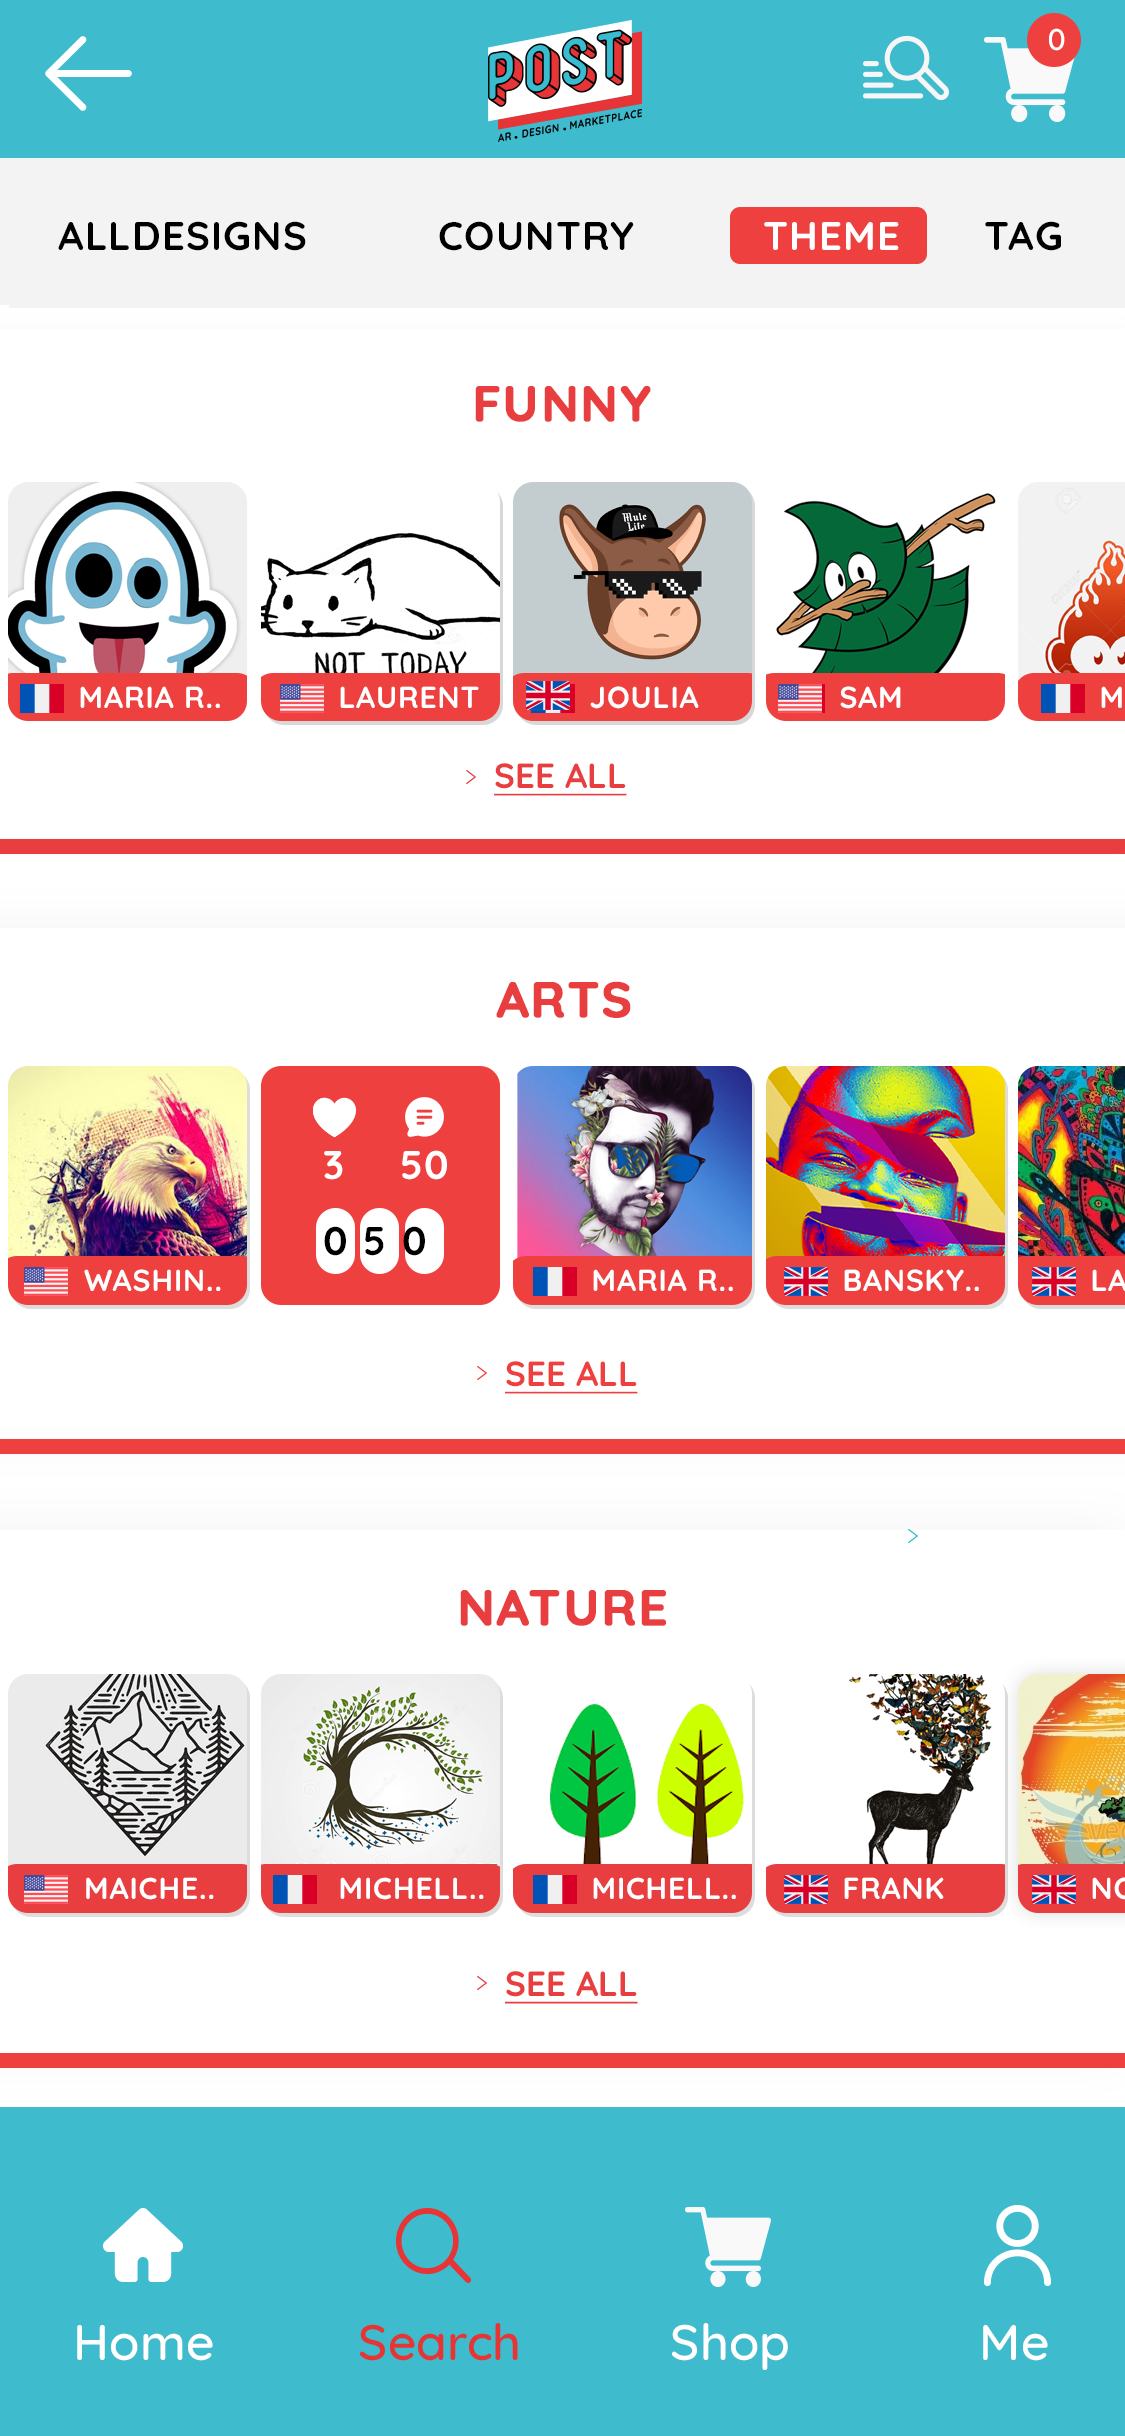 0
POST
AR • DESIGN • MARKETPLACE
ALLDESIGNS COUNTRY THEME TAG
FUNNY
Mule
Life
NOT TODAY
MARIA R.. LAURENT JOULIA SAM M
> SEE ALL
ARTS
3 50
0 5 0
WASHIN.. MARIA R.. BANSKY.. LA
> SEE ALL
>
NATURE
MAICHE.. MICHELL.. MICHELL.. FRANK NO
> SEE ALL
Home Search Shop Me